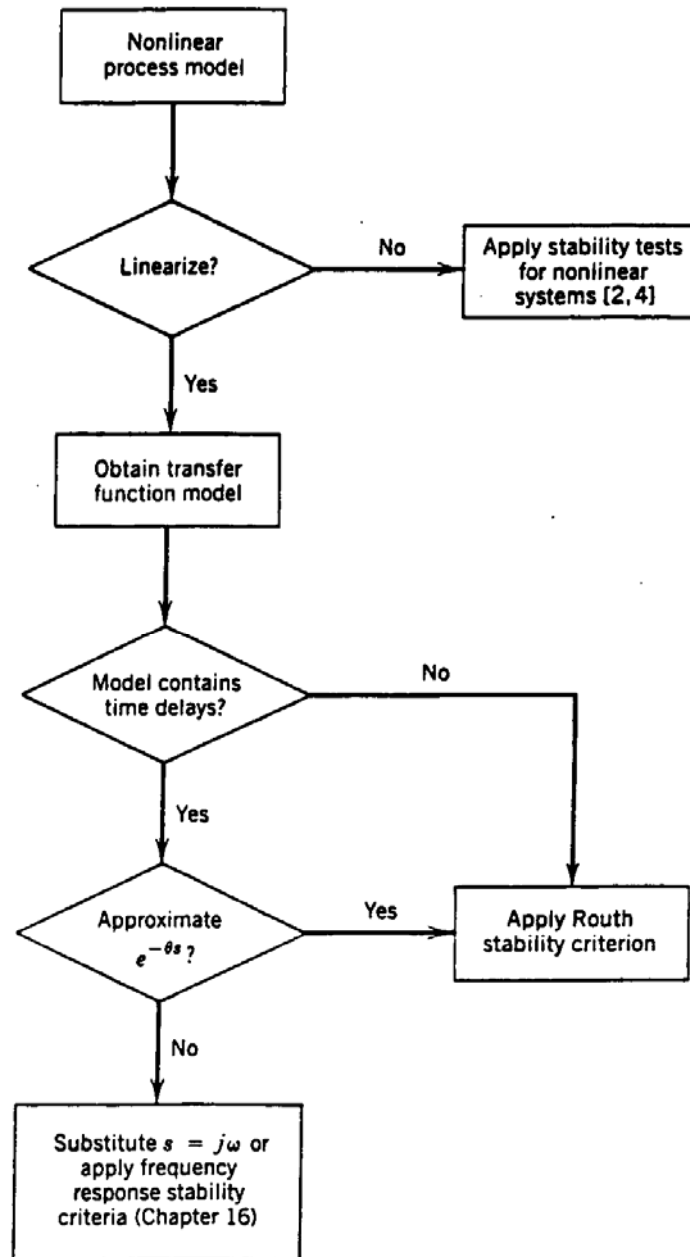 Nonlinear
process model
Linearize?
No
Apply stability tests
for nonlinear
systems [2, 4]
Yes
Obtain transfer
function model
Model contains
time delays?
No
Yes
Approximate
e^{-θs}?
Yes
Apply Routh
stability criterion
No
Substitute s = jω or
apply frequency
response stability
criteria (Chapter 16)